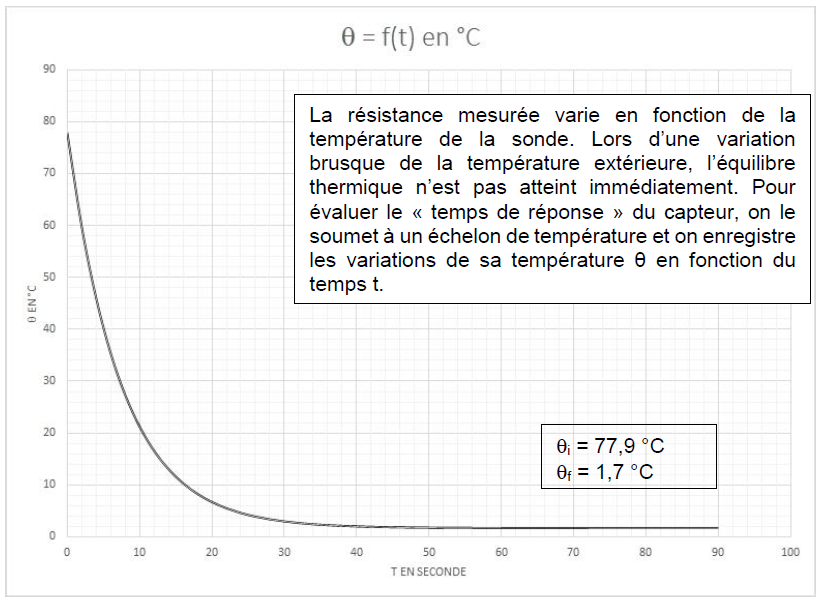 θ = f(t) en °C
90
80
70
60
50
40
30
20
10
0
θ EN °C
La résistance mesurée varie en fonction de la
température de la sonde. Lors d'une variation
brusque de la température extérieure, l'équilibre
thermique n'est pas atteint immédiatement. Pour
évaluer le « temps de réponse » du capteur, on le
soumet à un échelon de température et on enregistre
les variations de sa température θ en fonction du
temps t.
θi = 77,9 °C
θf = 1,7 °C
0 10 20 30 40 50 60 70 80 90 100
T EN SECONDE